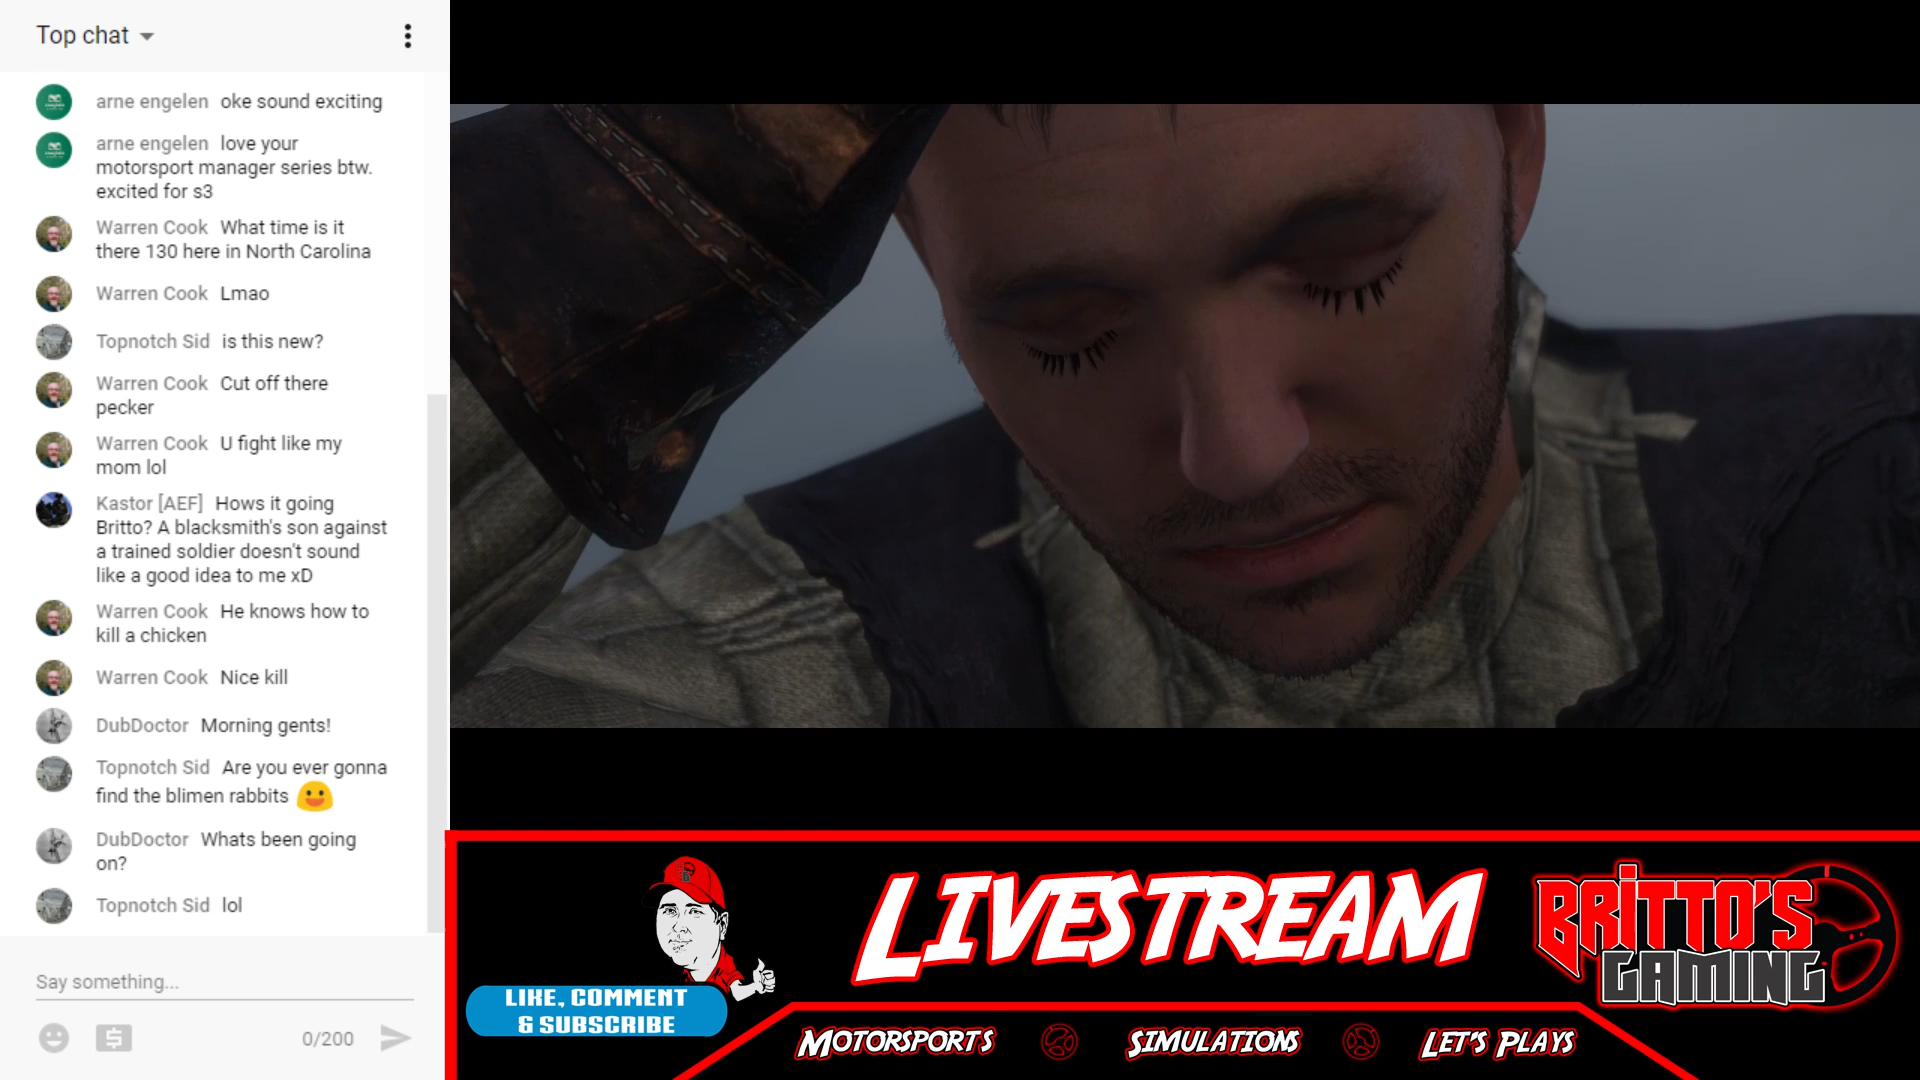 Top chat
arne engelen oke sound exciting
arne engelen love your
motorsport manager series btw.
excited for s3
Warren Cook What time is it
there 130 here in North Carolina
Warren Cook Lmao
Topnotch Sid is this new?
Warren Cook Cut off there
pecker
Warren Cook U fight like my
mom lol
Kastor [AEF] Hows it going
Britto? A blacksmith's son against
a trained soldier doesn't sound
like a good idea to me xD
Warren Cook He knows how to
kill a chicken
Warren Cook Nice kill
DubDoctor Morning gents!
Topnotch Sid Are you ever gonna
find the blimen rabbits
DubDoctor Whats been going
on?
Topnotch Sid lol
Say something...
0/200
LIKE, COMMENT
& SUBSCRIBE
LIVESTREAM
BRITTO'S
GAMING
MOTORSPORTS
SIMULATIONS
LET'S PLAYS